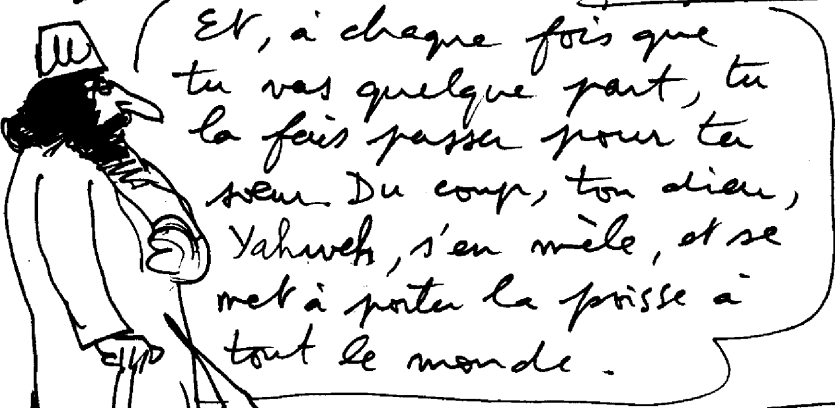 Et, à chaque fois que
tu vas quelque part, tu
la fais passer pour ta
sœur. Du coup, ton dieu,
Yahweh, s'en mèle, et se
met à porter la poisse à
tout le monde.